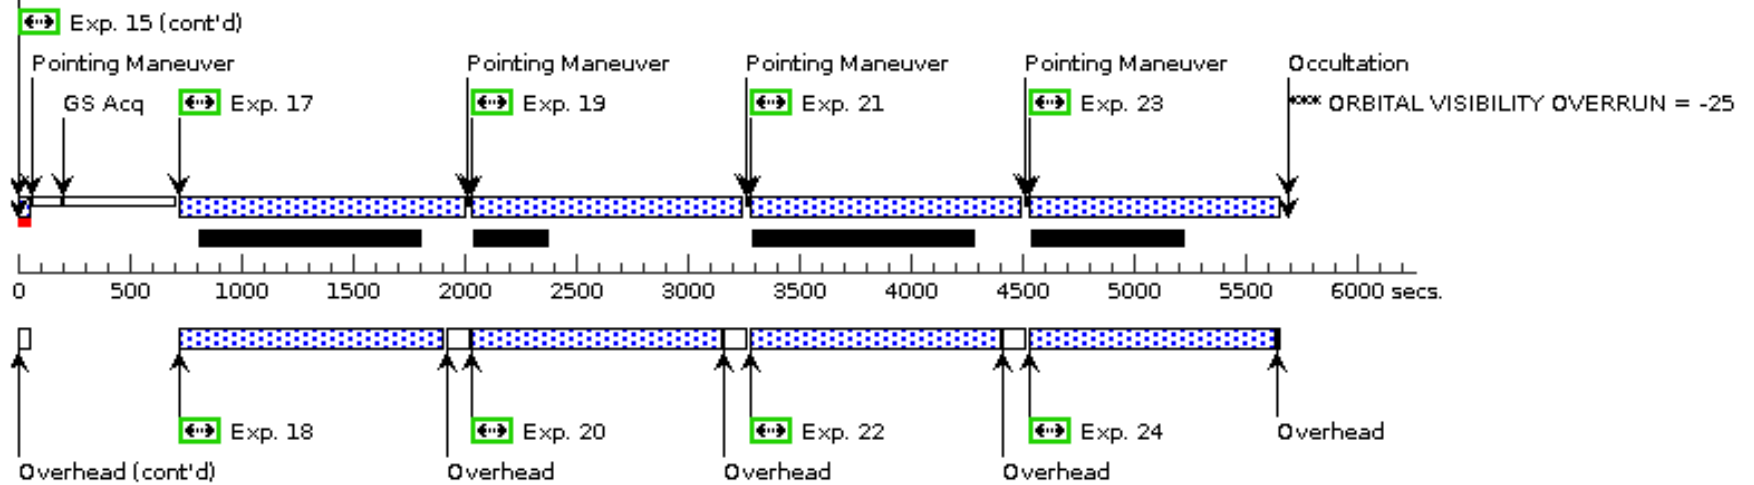 Exp. 15 (cont'd)
Pointing Maneuver Pointing Maneuver Pointing Maneuver Pointing Maneuver Occultation
GS Acq Exp. 17 Exp. 19 Exp. 21 Exp. 23 **** ORBITAL VISIBILITY OVERRUN = -25
0 500 1000 1500 2000 2500 3000 3500 4000 4500 5000 5500 6000 secs.
Exp. 18 Exp. 20 Exp. 22 Exp. 24 Overhead
Overhead (cont'd) Overhead Overhead Overhead